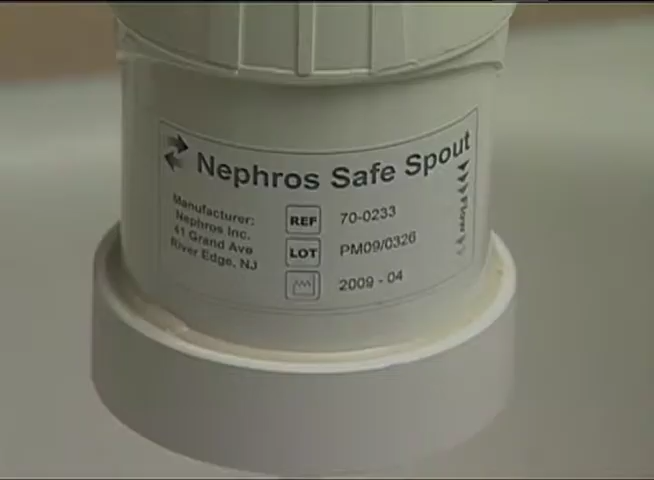 Nephros Safe Spout
Manufacturer:
Nephros Inc.
41 Grand Ave
River Edge, NJ
REF 70-0233
LOT PM09/0326
2009 - 04
Flow